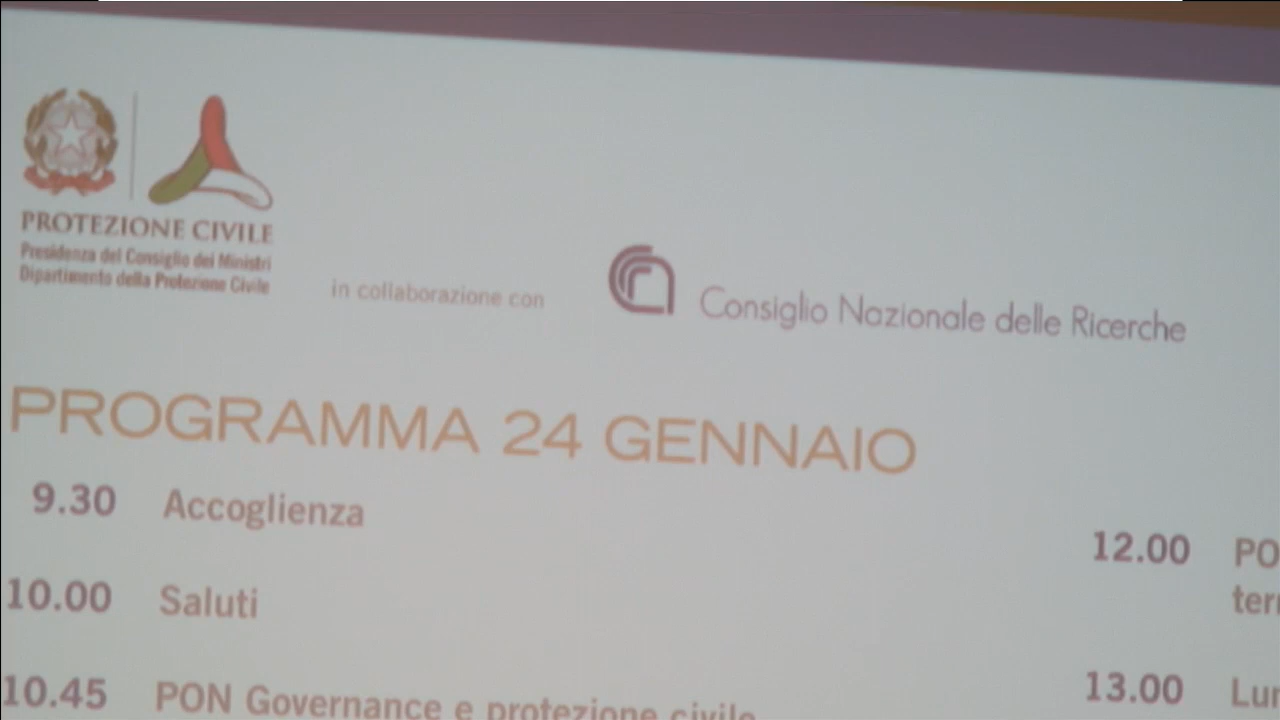 PROTEZIONE CIVILE
Presidenza del Consiglio dei Ministri
Dipartimento della Protezione Civile
in collaborazione con
Consiglio Nazionale delle Ricerche
PROGRAMMA 24 GENNAIO
9.30 Accoglienza
10.00 Saluti
10.45 PON Governance e protezione civile
12.00
13.00